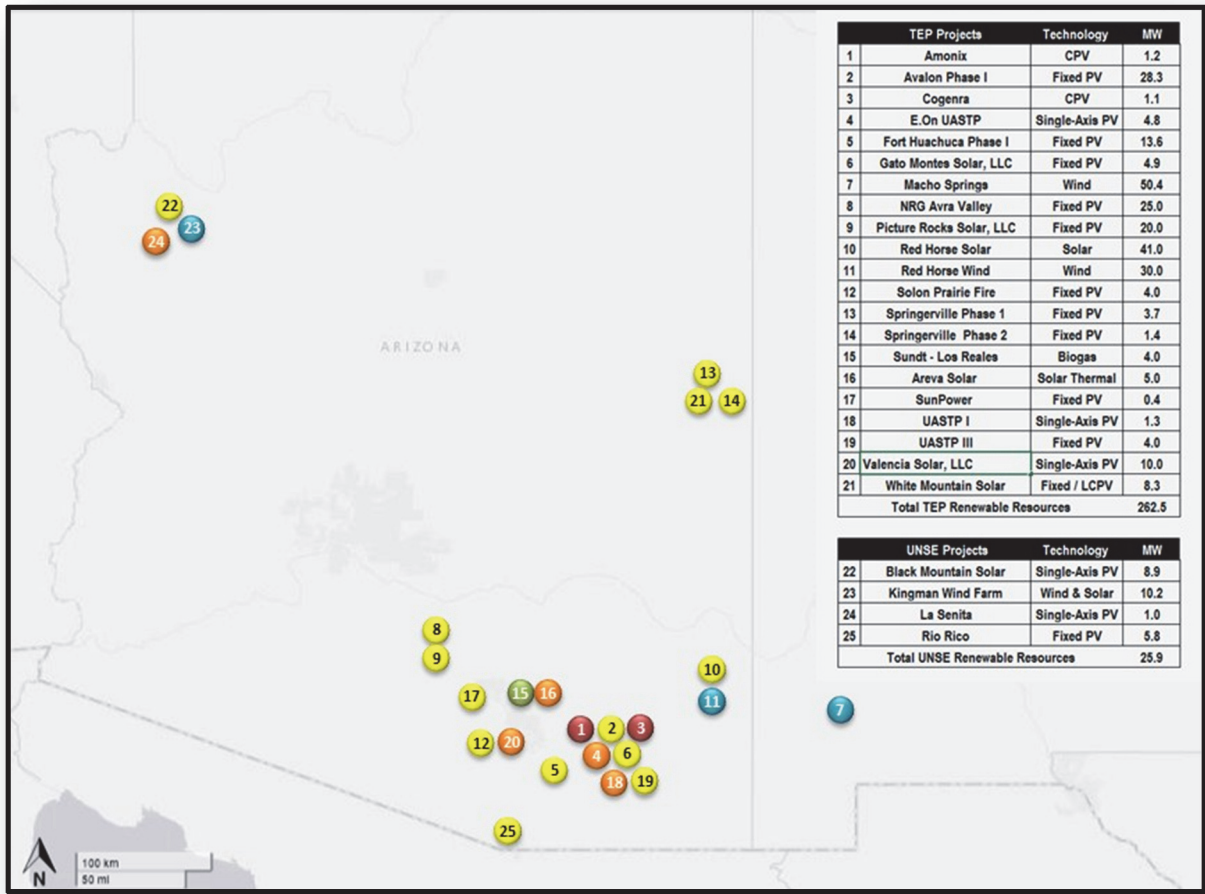 TEP Projects Technology MW
1 Amonix CPV 1.2
2 Avalon Phase I Fixed PV 28.3
3 Cogenra CPV 1.1
4 E.On UASTP Single-Axis PV 4.8
5 Fort Huachuca Phase I Fixed PV 13.6
6 Gato Montes Solar, LLC Fixed PV 4.9
7 Macho Springs Wind 50.4
8 NRG Avra Valley Fixed PV 25.0
9 Picture Rocks Solar, LLC Fixed PV 20.0
10 Red Horse Solar Solar 41.0
11 Red Horse Wind Wind 30.0
12 Solon Prairie Fire Fixed PV 4.0
13 Springerville Phase 1 Fixed PV 3.7
14 Springerville Phase 2 Fixed PV 1.4
15 Sundt - Los Reales Biogas 4.0
16 Areva Solar Solar Thermal 5.0
17 SunPower Fixed PV 0.4
18 UASTP I Single-Axis PV 1.3
19 UASTP III Fixed PV 4.0
20 Valencia Solar, LLC Single-Axis PV 10.0
21 White Mountain Solar Fixed / LCPV 8.3
Total TEP Renewable Resources 262.5
UNSE Projects Technology MW
22 Black Mountain Solar Single-Axis PV 8.9
23 Kingman Wind Farm Wind & Solar 10.2
24 La Senita Single-Axis PV 1.0
25 Rio Rico Fixed PV 5.8
Total UNSE Renewable Resources 25.9
22
23
24
ARIZONA
13
21 14
8
9
10
17 15 16
11
7
1 2 3
12 20
4 6
5
18 19
25
N
100 km
50 mi